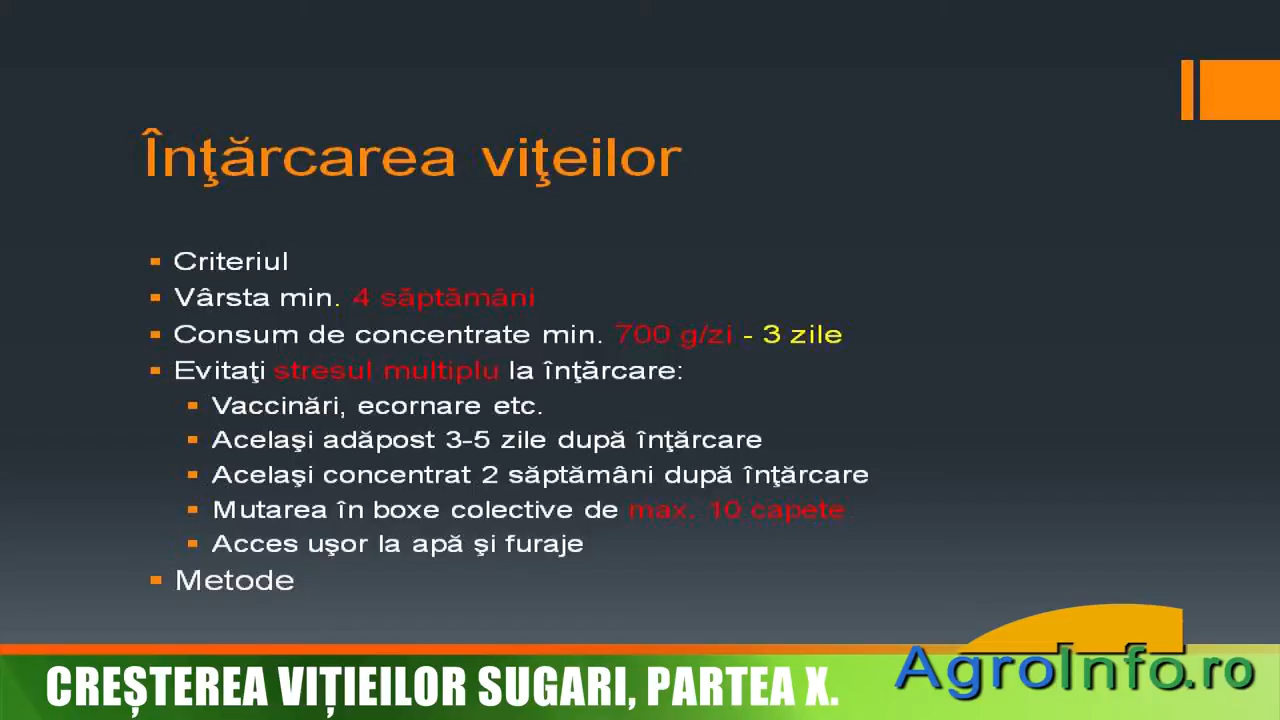 Înţărcarea viţeilor
Criteriul
Vârsta min. 4 săptămâni
Consum de concentrate min. 700 g/zi - 3 zile
Evitaţi stresul multiplu la înţărcare:
Vaccinări, ecornare etc.
Acelaşi adăpost 3-5 zile după înţărcare
Acelaşi concentrat 2 săptămâni după înţărcare
Mutarea în boxe colective de max. 10 capete
Acces uşor la apă şi furaje
Metode
CREȘTEREA VIȚIEILOR SUGARI, PARTEA X.
AgroInfo.ro